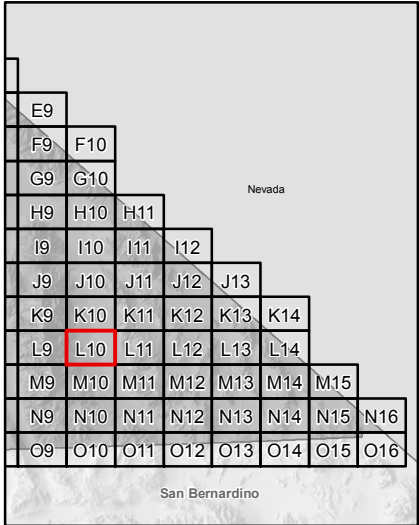 E9
F9 F10
G9 G10
Nevada
H9 H10 H11
I9 I10 I11 I12
J9 J10 J11 J12 J13
K9 K10 K11 K12 K13 K14
L9 L10 L11 L12 L13 L14
M9 M10 M11 M12 M13 M14 M15
N9 N10 N11 N12 N13 N14 N15 N16
O9 O10 O11 O12 O13 O14 O15 O16
San Bernardino